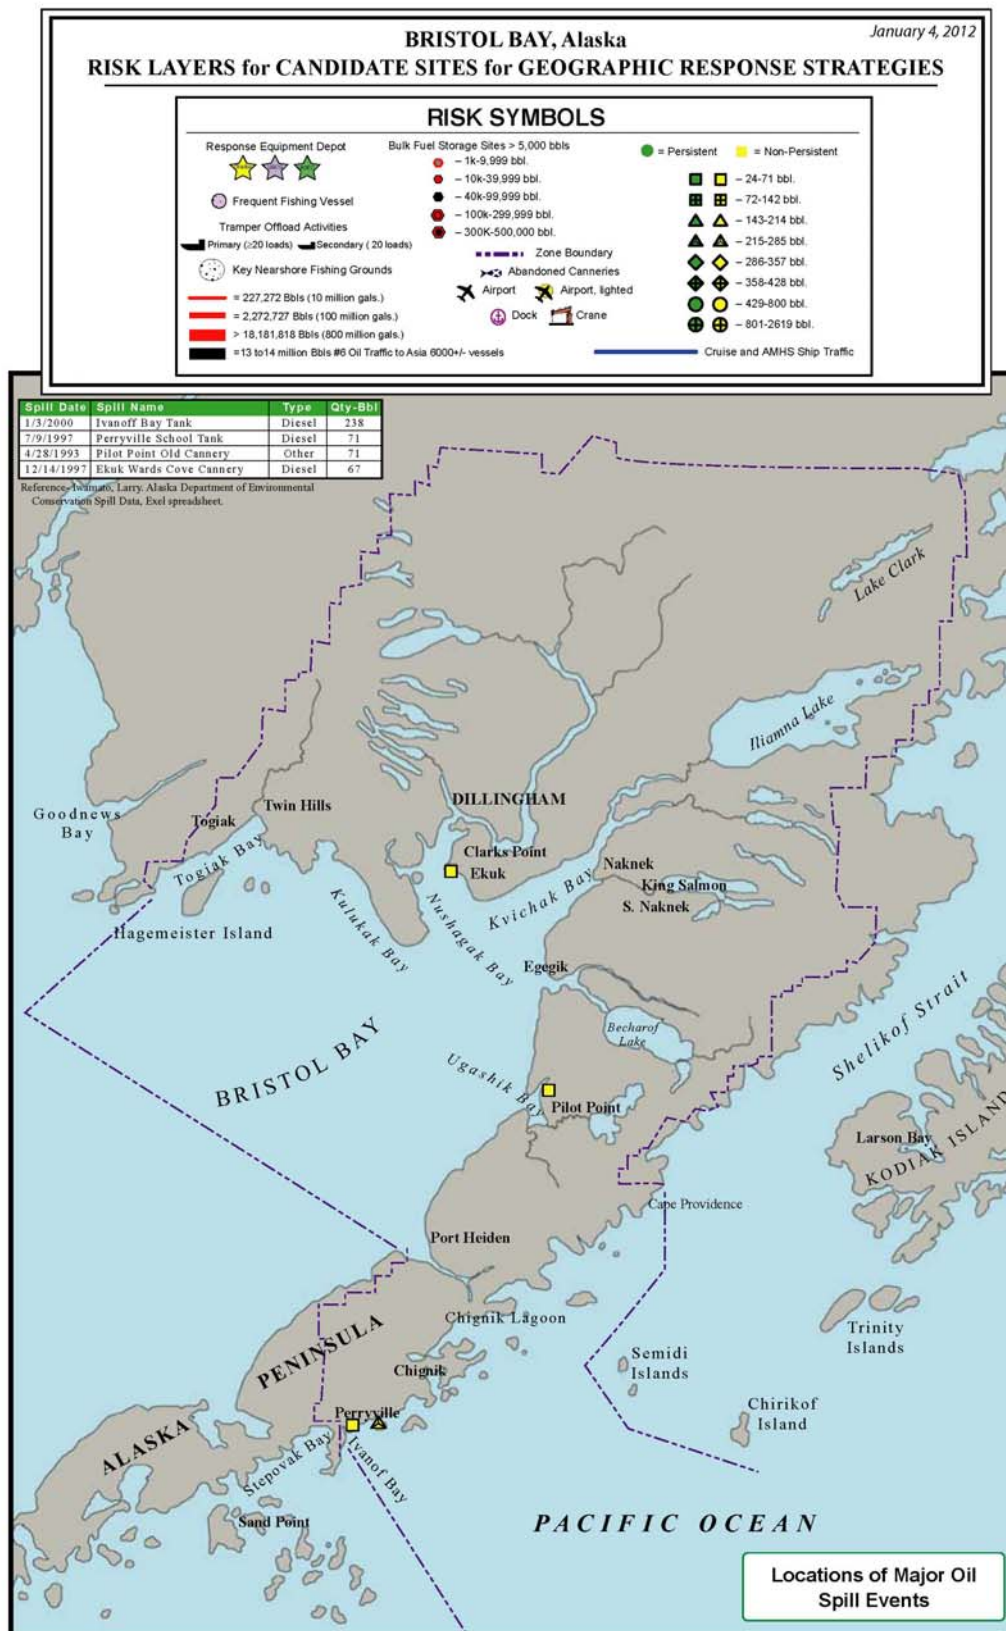 January 4, 2012
BRISTOL BAY, Alaska
RISK LAYERS for CANDIDATE SITES for GEOGRAPHIC RESPONSE STRATEGIES
RISK SYMBOLS
Response Equipment Depot
Frequent Fishing Vessel
Tramper Offload Activities
Primary (≥20 loads) Secondary ( 20 loads)
Key Nearshore Fishing Grounds
= 227,272 Bbls (10 million gals.)
= 2,272,727 Bbls (100 million gals.)
> 18,181,818 Bbls (800 million gals.)
=13 to14 million Bbls #6 Oil Traffic to Asia 6000+/- vessels
Bulk Fuel Storage Sites > 5,000 bbls
– 1k-9,999 bbl.
– 10k-39,999 bbl.
– 40k-99,999 bbl.
– 100k-299,999 bbl.
– 300K-500,000 bbl.
Zone Boundary
Abandoned Canneries
Airport Airport, lighted
Dock Crane
= Persistent = Non-Persistent
– 24-71 bbl.
– 72-142 bbl.
– 143-214 bbl.
– 215-285 bbl.
– 286-357 bbl.
– 358-428 bbl.
– 429-800 bbl.
– 801-2619 bbl.
Cruise and AMHS Ship Traffic
Spill Date Spill Name Type Qty-Bbl
1/3/2000 Ivanoff Bay Tank Diesel 238
7/9/1997 Perryville School Tank Diesel 71
4/28/1993 Pilot Point Old Cannery Other 71
12/14/1997 Ekuk Wards Cove Cannery Diesel 67
Reference- Iwamato, Larry. Alaska Department of Environmental
Conservation Spill Data, Exel spreadsheet.
Lake Clark
Iliamna Lake
Goodnews
Bay
Togiak
Twin Hills
DILLINGHAM
Togiak Bay
Clarks Point
Ekuk
Naknek
King Salmon
S. Naknek
Kvichak Bay
Hagemeister Island
Kulukak Bay
Nushagak Bay
Egegik
Becharof
Lake
Shelikof Strait
BRISTOL BAY
Ugashik Bay
Pilot Point
Larson Bay
KODIAK ISLAND
Cape Providence
Port Heiden
Chignik Lagoon
Trinity
Islands
Semidi
Islands
PENINSULA
Chignik
Chirikof
Island
Perryville
ALASKA
Stepovak Bay
Ivanof Bay
Sand Point
PACIFIC OCEAN
Locations of Major Oil
Spill Events